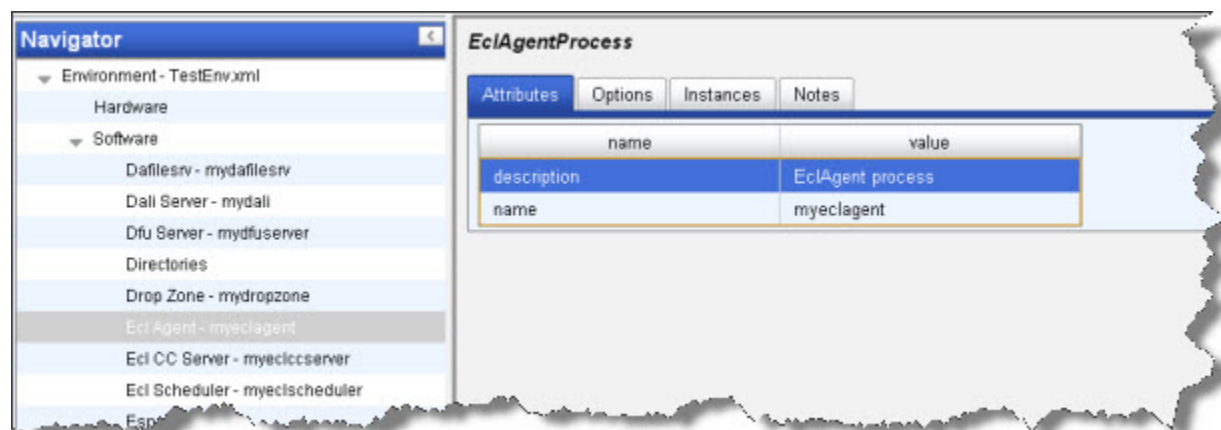 Navigator
Environment - TestEnv.xml
Hardware
Software
Dafilesrv - mydafilesrv
Dali Server - mydali
Dfu Server - mydfuserver
Directories
Drop Zone - mydropzone
Ecl Agent - myeclagent
Ecl CC Server - myeclccserver
Ecl Scheduler - myeclscheduler
EclAgentProcess
Attributes Options Instances Notes
name value
description EclAgent process
name myeclagent